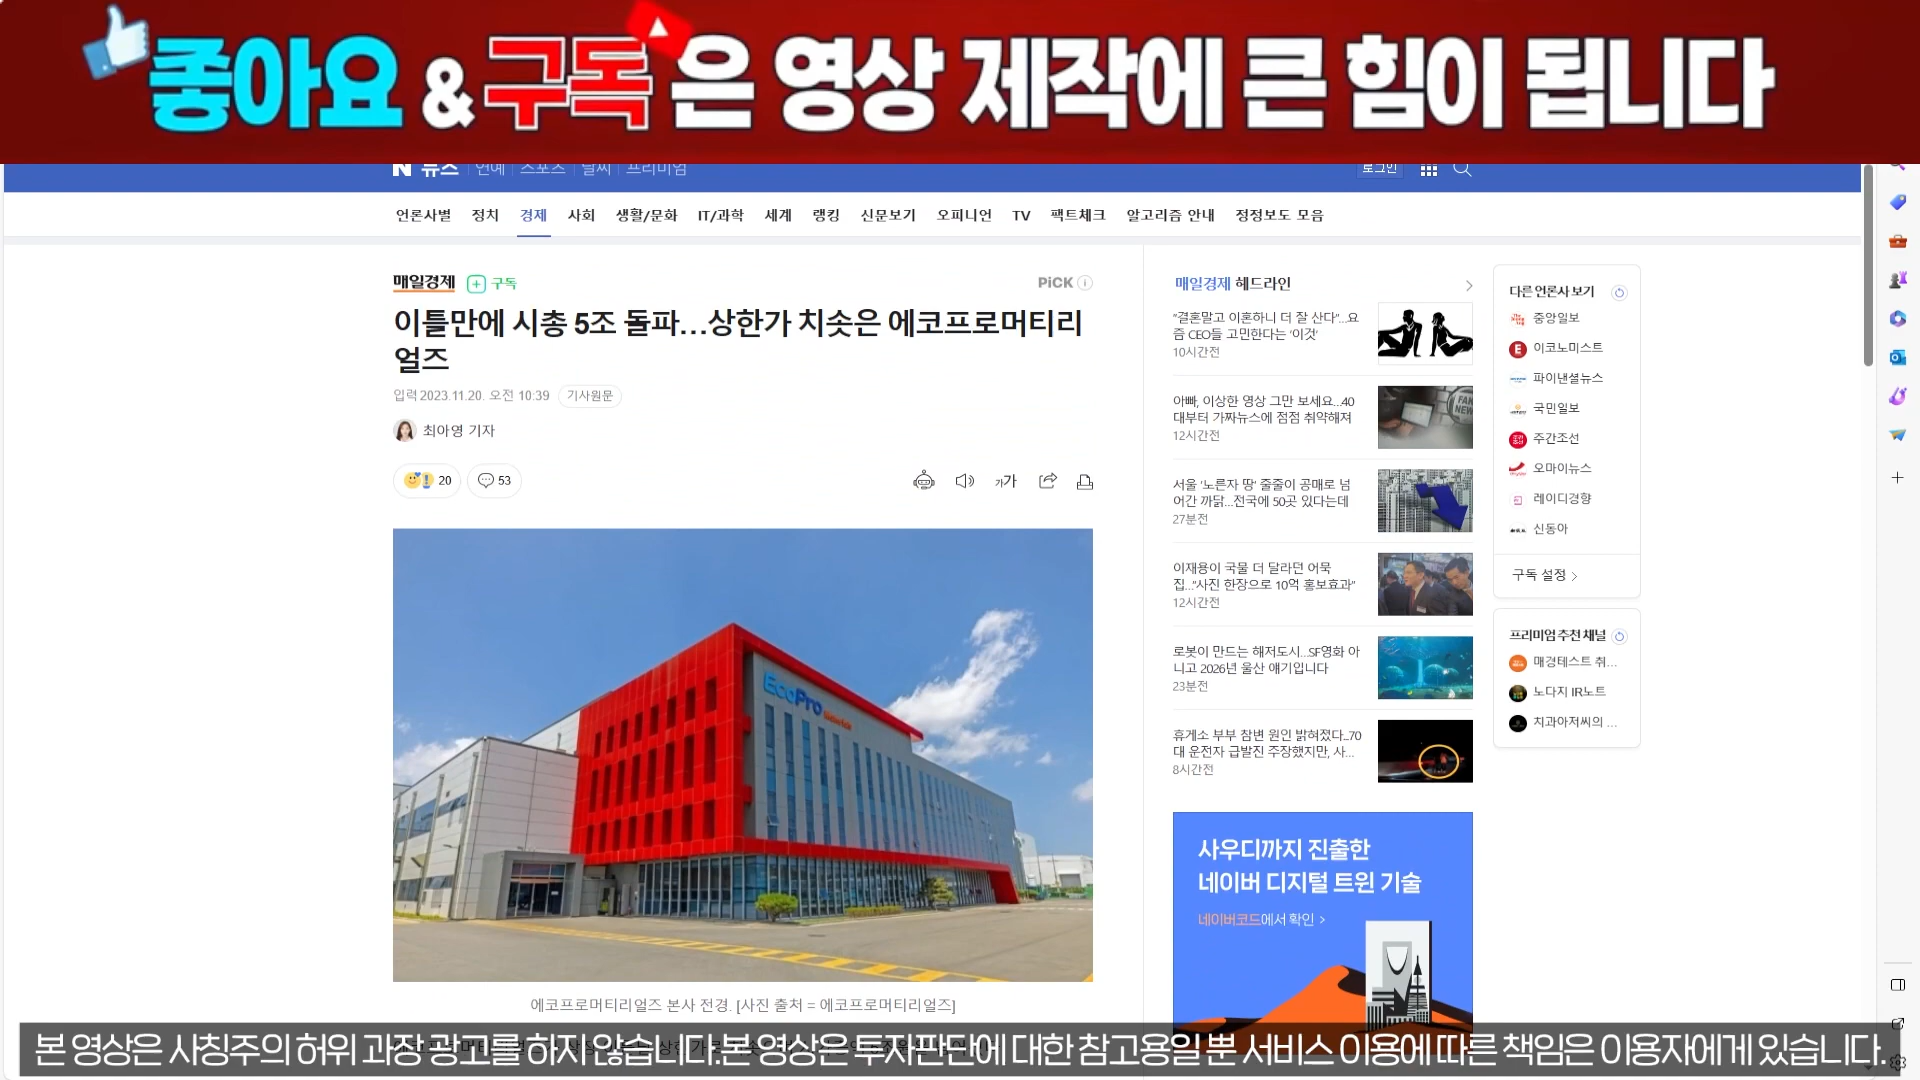 좋아요 & 구독은 영상 제작에 큰 힘이 됩니다
N 뉴스 연예 스포츠 날씨 프리미엄 로그인
언론사별 정치 경제 사회 생활/문화 IT/과학 세계 랭킹 신문보기 오피니언 TV 팩트체크 알고리즘 안내 정정보도 모음
매일경제 구독
PiCK
이틀만에 시총 5조 돌파...상한가 치솟은 에코프로머티리
얼즈
입력 2023.11.20. 오전 10:39 기사원문
최아영 기자
20 53
가가
EcoPro
에코프로머티리얼즈 본사 전경. [사진 출처 = 에코프로머티리얼즈]
매일경제 헤드라인
"결혼말고 이혼하니 더 잘 산다"...요
즘 CEO들 고민한다는 '이것'
10시간전
아빠, 이상한 영상 그만 보세요...40
대부터 가짜뉴스에 점점 취약해져
12시간전
FAKE
NEWS
서울 '노른자 땅' 줄줄이 공매로 넘
어간 까닭...전국에 50곳 있다는데
27분전
이재용이 국물 더 달라던 어묵
집..."사진 한장으로 10억 홍보효과"
12시간전
로봇이 만드는 해저도시...SF영화 아
니고 2026년 울산 얘기입니다
23분전
휴게소 부부 참변 원인 밝혀졌다...70
대 운전자 급발진 주장했지만, 사...
8시간전
사우디까지 진출한
네이버 디지털 트윈 기술
네이버코드에서 확인 >
다른 언론사 보기
중앙일보
이코노미스트
파이낸셜뉴스
국민일보
주간조선
오마이뉴스
레이디경향
신동아
구독 설정 >
프리미엄 추천 채널
매경테스트 취...
노다지 IR노트
치과아저씨의 ...
본 영상은 사칭주의 허위 과장 광고를 하지 않습니다.본 영상은 투자판단에 대한 참고용일 뿐 서비스 이용에 따른 책임은 이용자에게 있습니다.